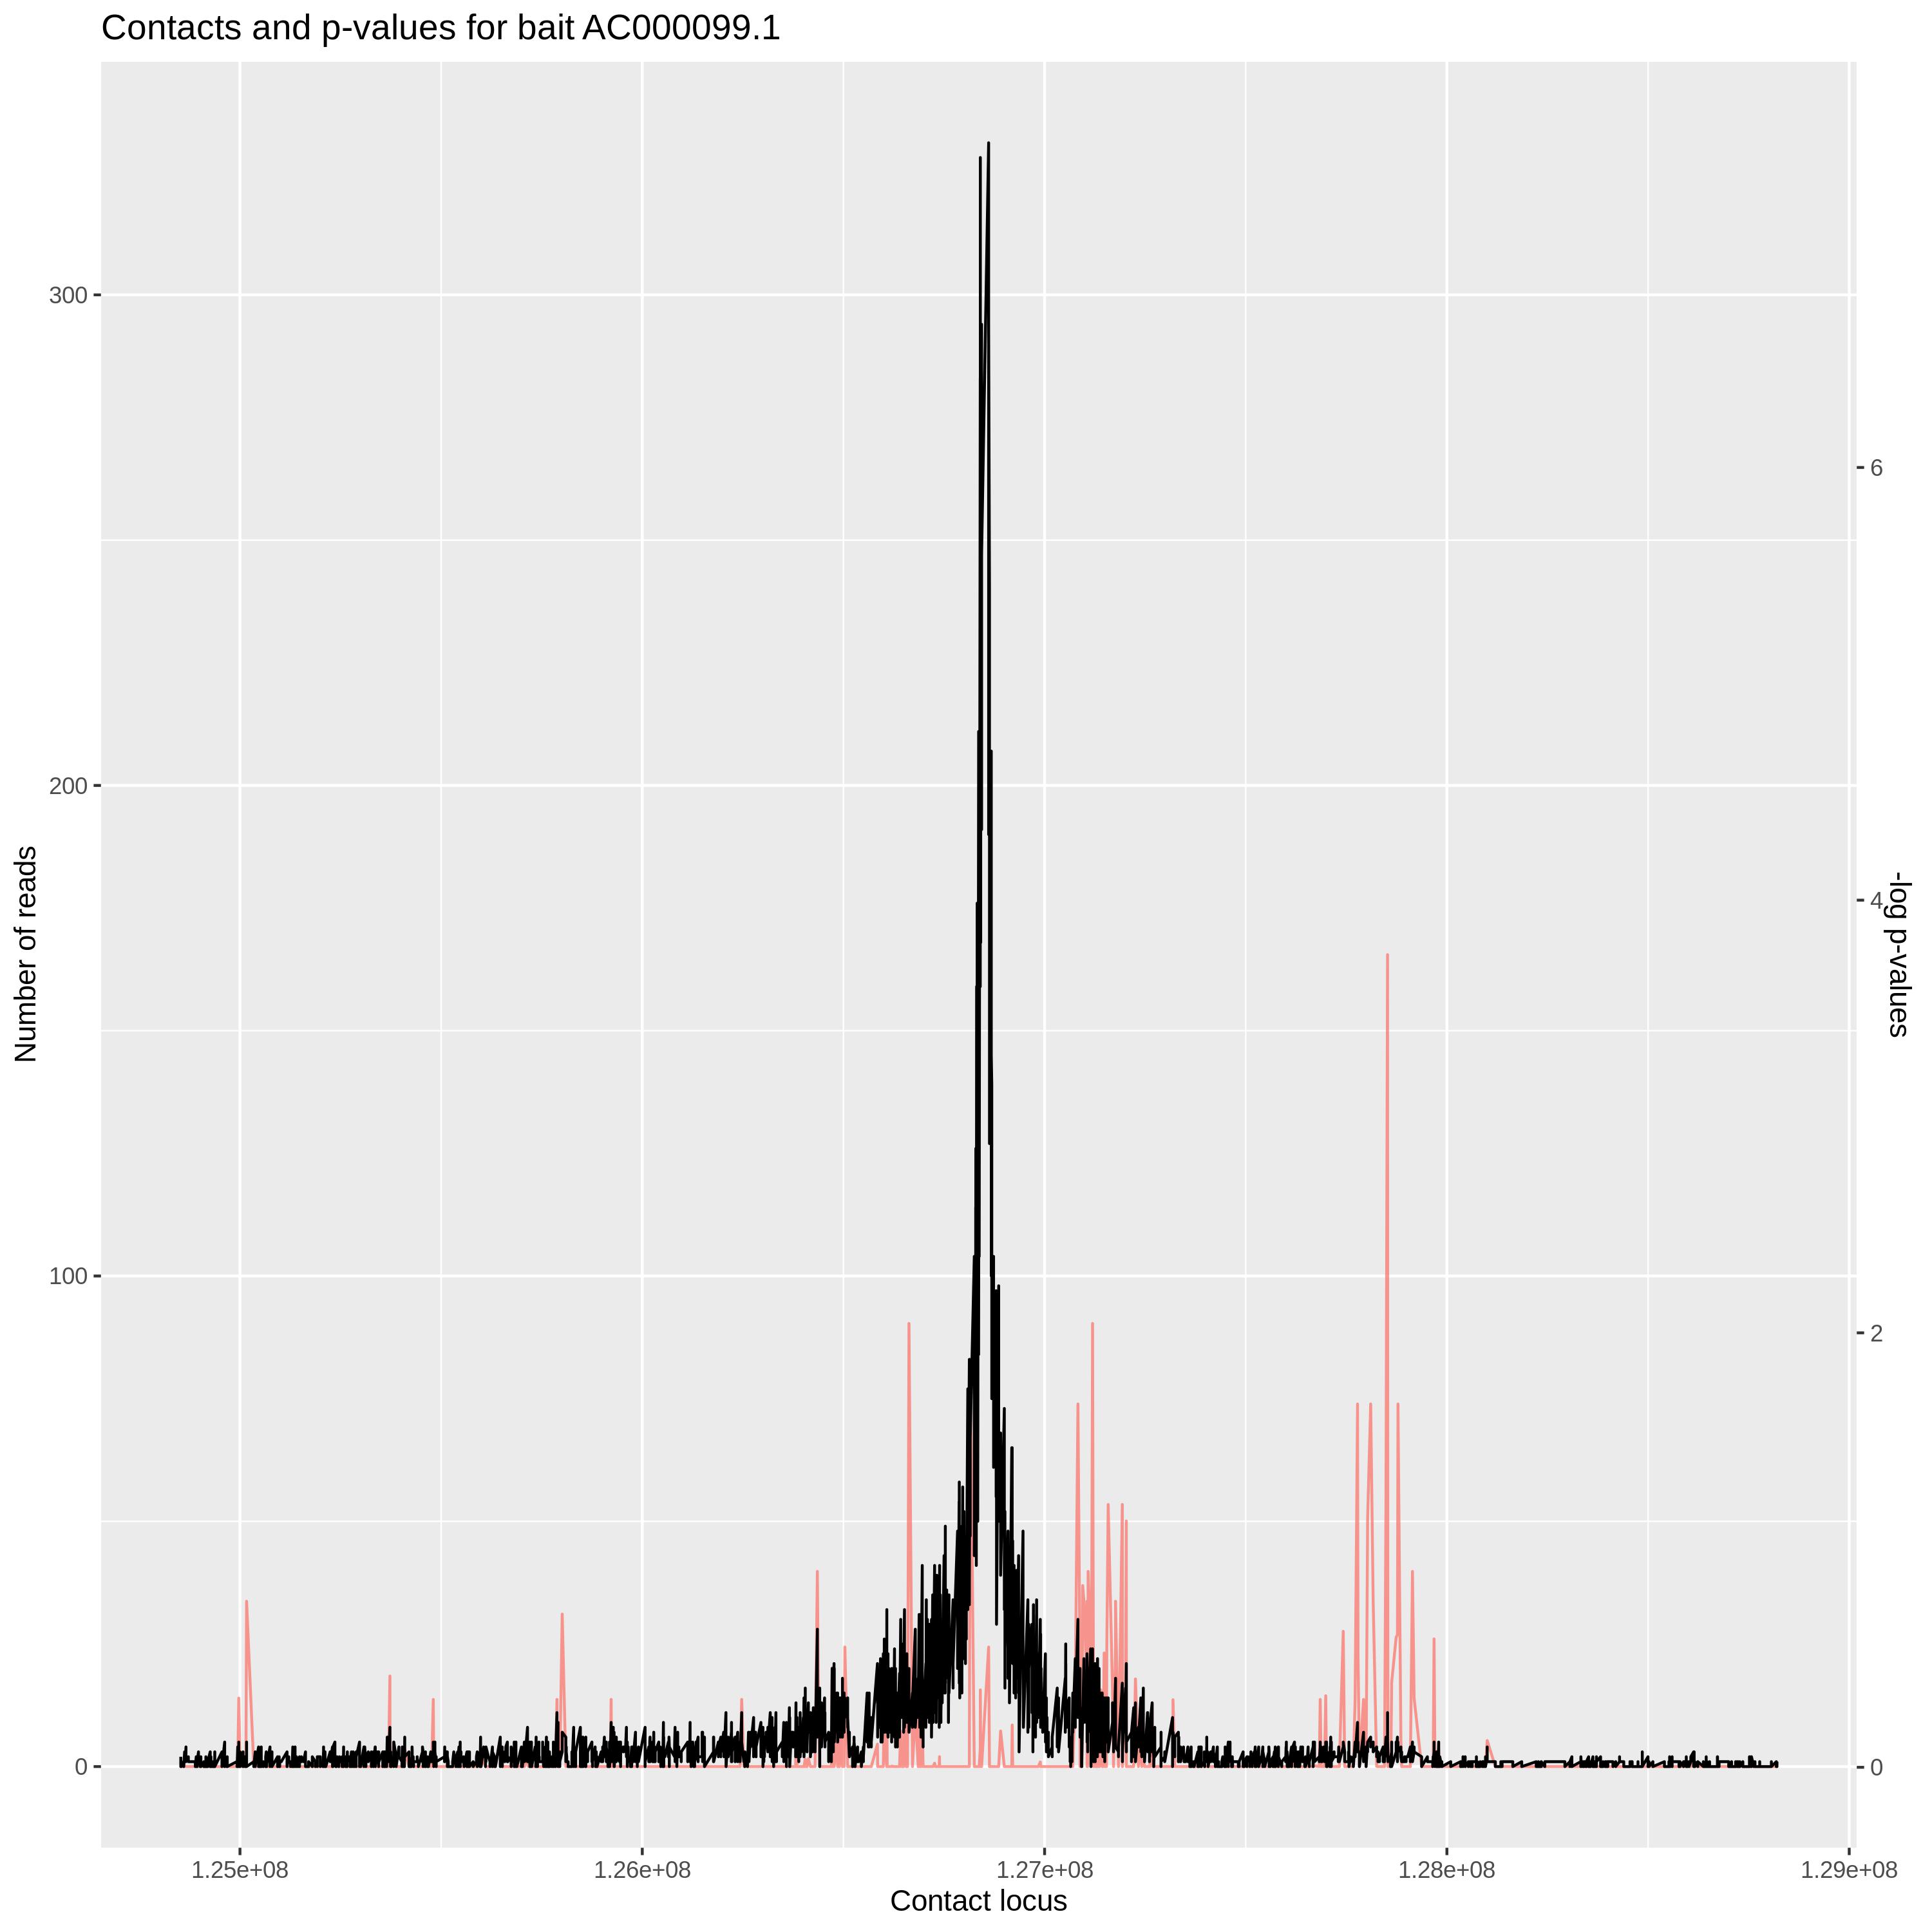 Contacts and p-values for bait AC000099.1
300
200
100
0
Number of reads
6
4
2
0
-log p-values
1.25e+08 1.26e+08 1.27e+08 1.28e+08 1.29e+08
Contact locus